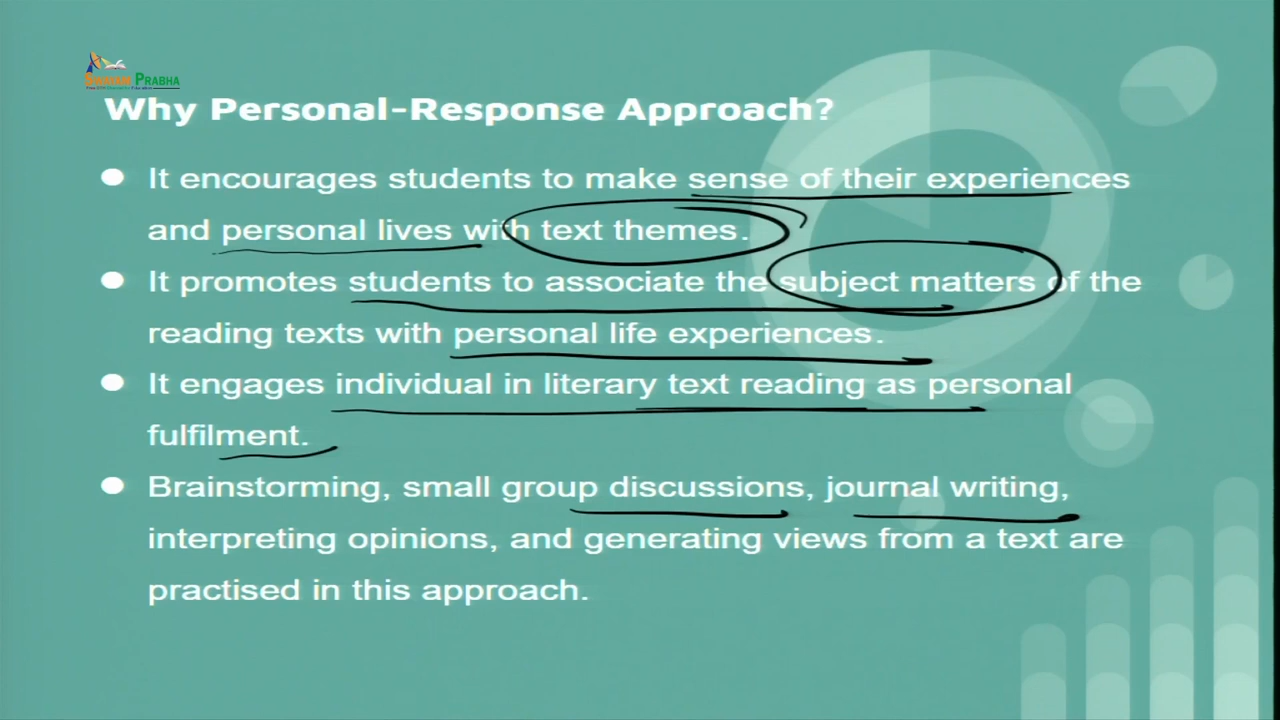 SWAYAM PRABHA
Why Personal-Response Approach?
● It encourages students to make sense of their experiences
and personal lives with text themes.
● It promotes students to associate the subject matters of the
reading texts with personal life experiences.
● It engages individual in literary text reading as personal
fulfilment.
● Brainstorming, small group discussions, journal writing,
interpreting opinions, and generating views from a text are
practised in this approach.